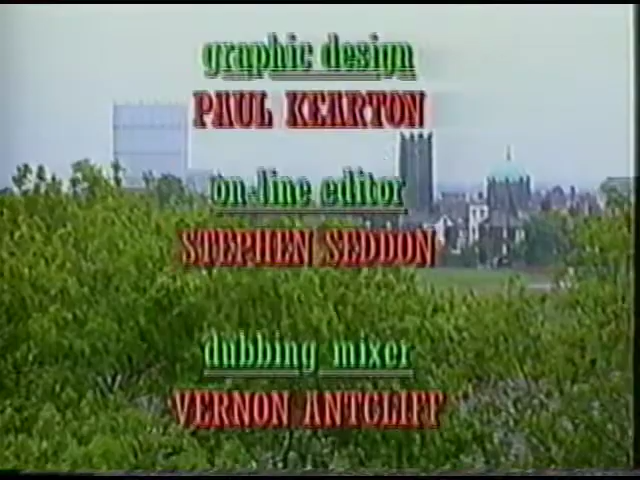 graphic design
PAUL KEARTON
on-line editor
STEPHEN SEDDON
dubbing mixer
VERNON ANTCLIFF